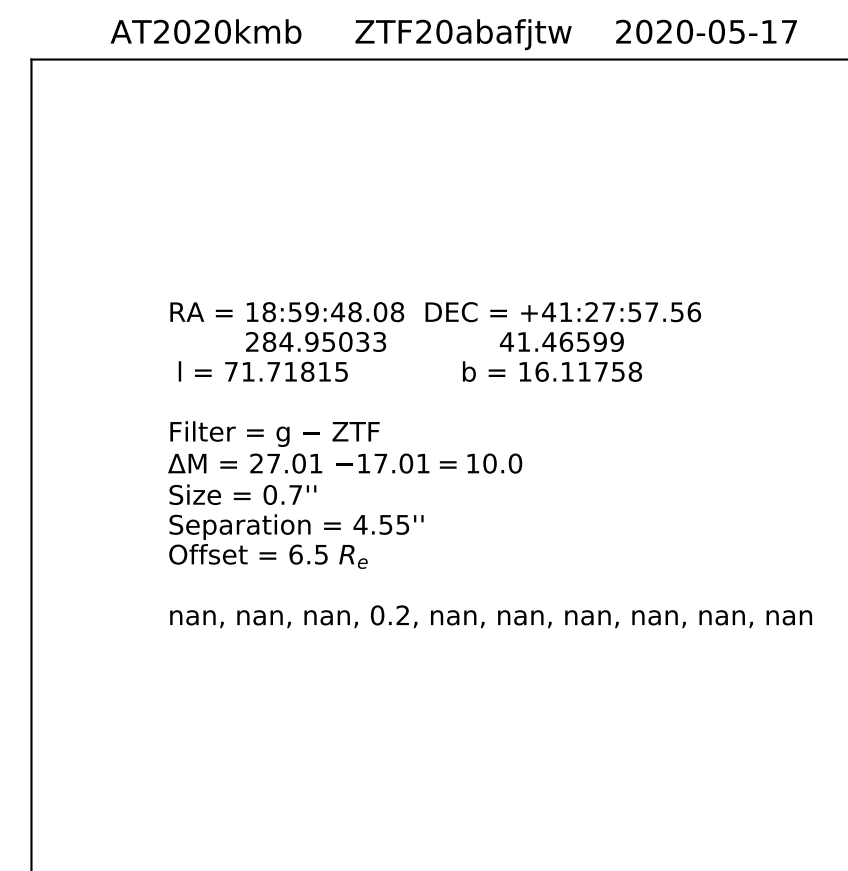 AT2020kmb ZTF20abafjtw 2020-05-17
RA = 18:59:48.08 DEC = +41:27:57.56
284.95033 41.46599
l = 71.71815 b = 16.11758
Filter = g − ZTF
ΔM = 27.01 −17.01 = 10.0
Size = 0.7''
Separation = 4.55''
Offset = 6.5 Re
nan, nan, nan, 0.2, nan, nan, nan, nan, nan, nan